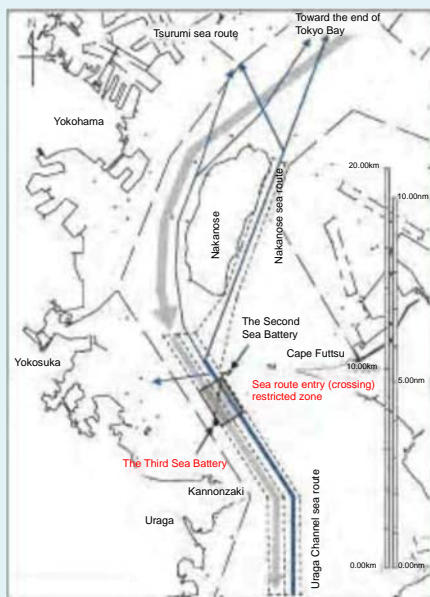 Toward the end of
Tokyo Bay
Tsurumi sea route
N
Yokohama
20.00km
10.00nm
Nakanose
Nakanose sea route
The Second
Sea Battery
Yokosuka
Cape Futtsu
10.00km
5.00nm
Sea route entry (crossing)
restricted zone
The Third Sea Battery
Kannonzaki
Uraga
Uraga Channel sea route
0.00km
0.00nm